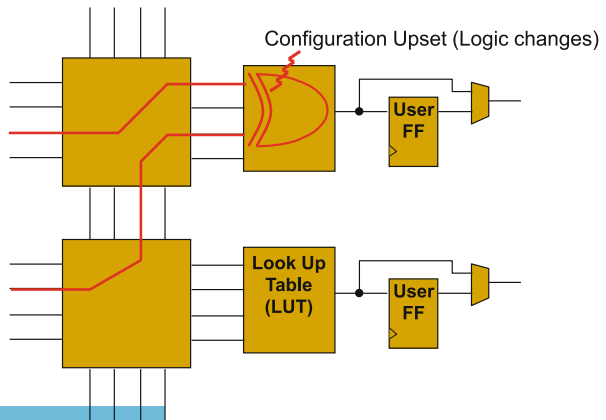 Configuration Upset (Logic changes)
User
FF
Look Up
Table
(LUT)
User
FF